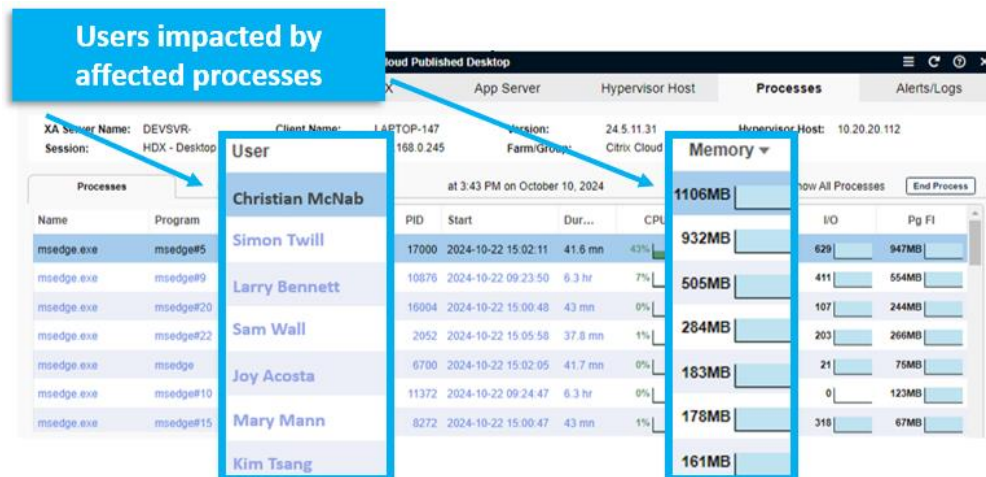 Users impacted by
affected processes
loud Published Desktop
X App Server Hypervisor Host Processes Alerts/Logs
XA Server Name: DEVSVR- Client Name: LAPTOP-147 Version: 24.5.11.31 Hypervisor Host: 10.20.20.112
Session: HDX - Desktop 168.0.245 Farm/Group: Citrix Cloud
User Memory
Processes at 3:43 PM on October 10, 2024 how All Processes End Process
Name Program PID Start Dur... CPU I/O Pg Fl
msedge.exe msedge#5 Christian McNab 17000 2024-10-22 15:02:11 41.6 mn 43% 1106MB 629 947MB
msedge.exe msedge#9 Simon Twill 10876 2024-10-22 09:23:50 6.3 hr 7% 932MB 411 554MB
msedge.exe msedge#20 Larry Bennett 16004 2024-10-22 15:00:48 43 mn 0% 505MB 107 244MB
msedge.exe msedge#22 Sam Wall 2052 2024-10-22 15:05:58 37.8 mn 1% 284MB 203 266MB
msedge.exe msedge Joy Acosta 6700 2024-10-22 15:02:05 41.7 mn 0% 183MB 21 75MB
msedge.exe msedge#10 Mary Mann 11372 2024-10-22 09:24:47 6.3 hr 0% 178MB 0 123MB
msedge.exe msedge#15 Kim Tsang 8272 2024-10-22 15:00:47 43 mn 1% 161MB 318 67MB